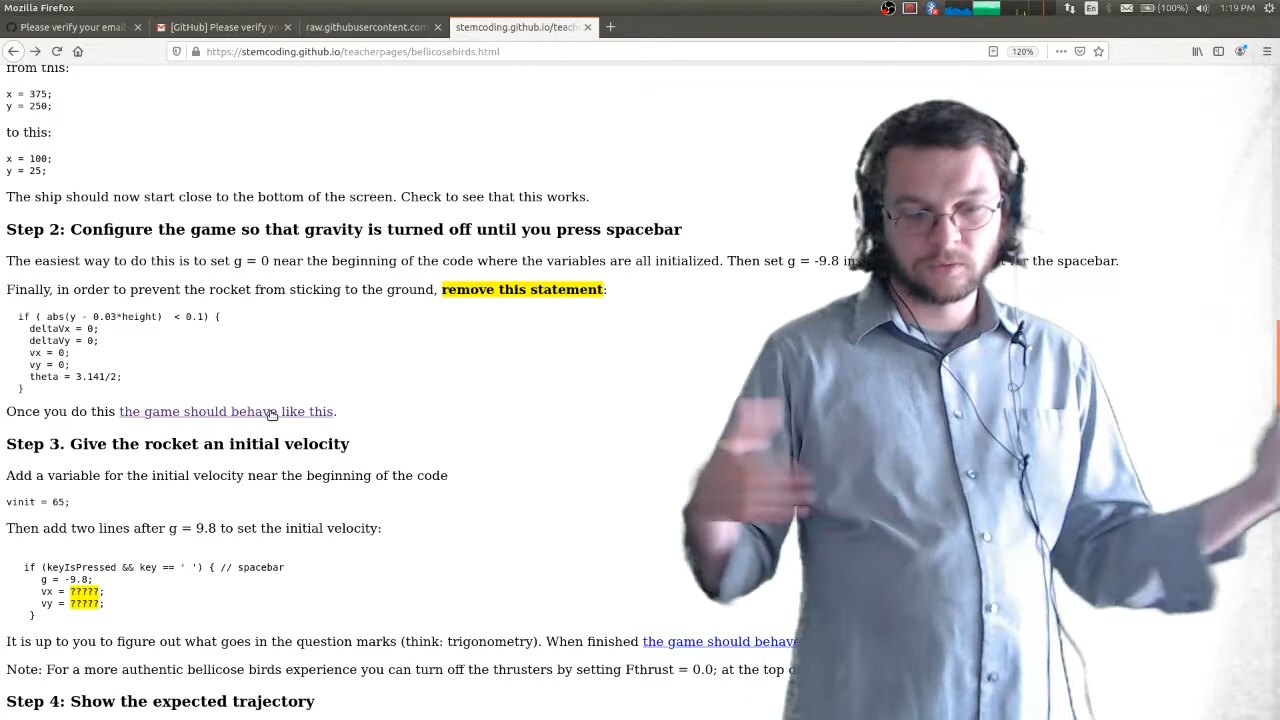 Mozilla Firefox
En
(100%)
1:19 PM
Please verify your email
[GitHub] Please verify yo
raw.githubusercontent.com
stemcoding.github.io/teach
https://stemcoding.github.io/teacherpages/bellicosebirds.html
120%
from this:
x = 375;
y = 250;
to this:
x = 100;
y = 25;
The ship should now start close to the bottom of the screen. Check to see that this works.
Step 2: Configure the game so that gravity is turned off until you press spacebar
The easiest way to do this is to set g = 0 near the beginning of the code where the variables are all initialized. Then set g = -9.8 for the spacebar.
Finally, in order to prevent the rocket from sticking to the ground, remove this statement:
if ( abs(y - 0.03*height) < 0.1) {
deltaVx = 0;
deltaVy = 0;
vx = 0;
vy = 0;
theta = 3.141/2;
}
Once you do this the game should behave like this.
Step 3. Give the rocket an initial velocity
Add a variable for the initial velocity near the beginning of the code
vinit = 65;
Then add two lines after g = 9.8 to set the initial velocity:
if (keyIsPressed && key == ' ') { // spacebar
g = -9.8;
vx = ?????;
vy = ?????;
}
It is up to you to figure out what goes in the question marks (think: trigonometry). When finished the game should behave
Note: For a more authentic bellicose birds experience you can turn off the thrusters by setting Fthrust = 0.0; at the top
Step 4: Show the expected trajectory